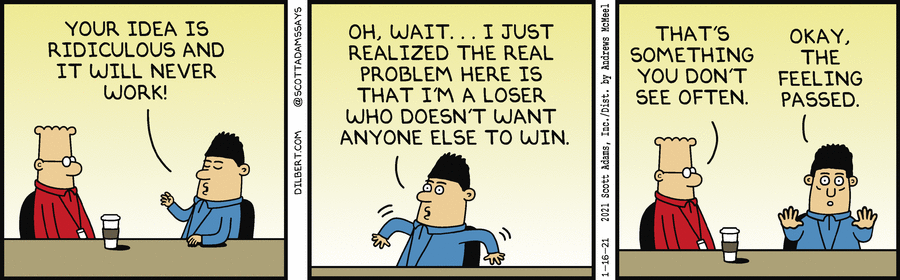 YOUR IDEA IS
RIDICULOUS AND
IT WILL NEVER
WORK!
DILBERT.COM @SCOTTADAMSSAYS
OH, WAIT... I JUST
REALIZED THE REAL
PROBLEM HERE IS
THAT I'M A LOSER
WHO DOESN'T WANT
ANYONE ELSE TO WIN.
1-16-21 2021 Scott Adams, Inc./Dist. by Andrews McMeel
THAT'S
SOMETHING
YOU DON'T
SEE OFTEN.
OKAY,
THE
FEELING
PASSED.